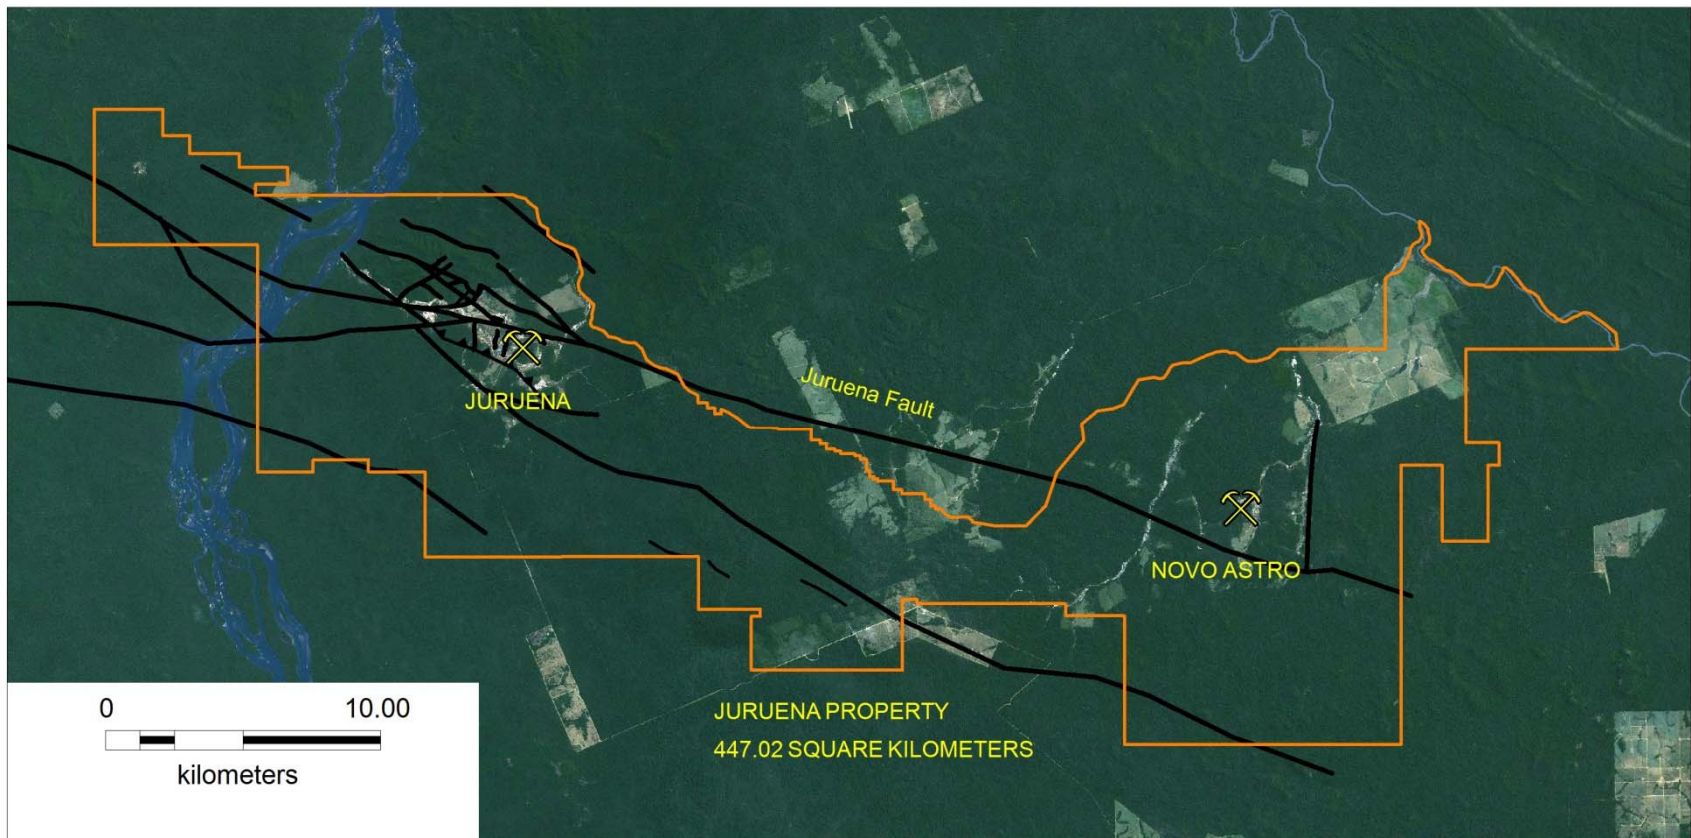 Juruena Fault
JURUENA
NOVO ASTRO
JURUENA PROPERTY
447.02 SQUARE KILOMETERS
0 10.00
kilometers